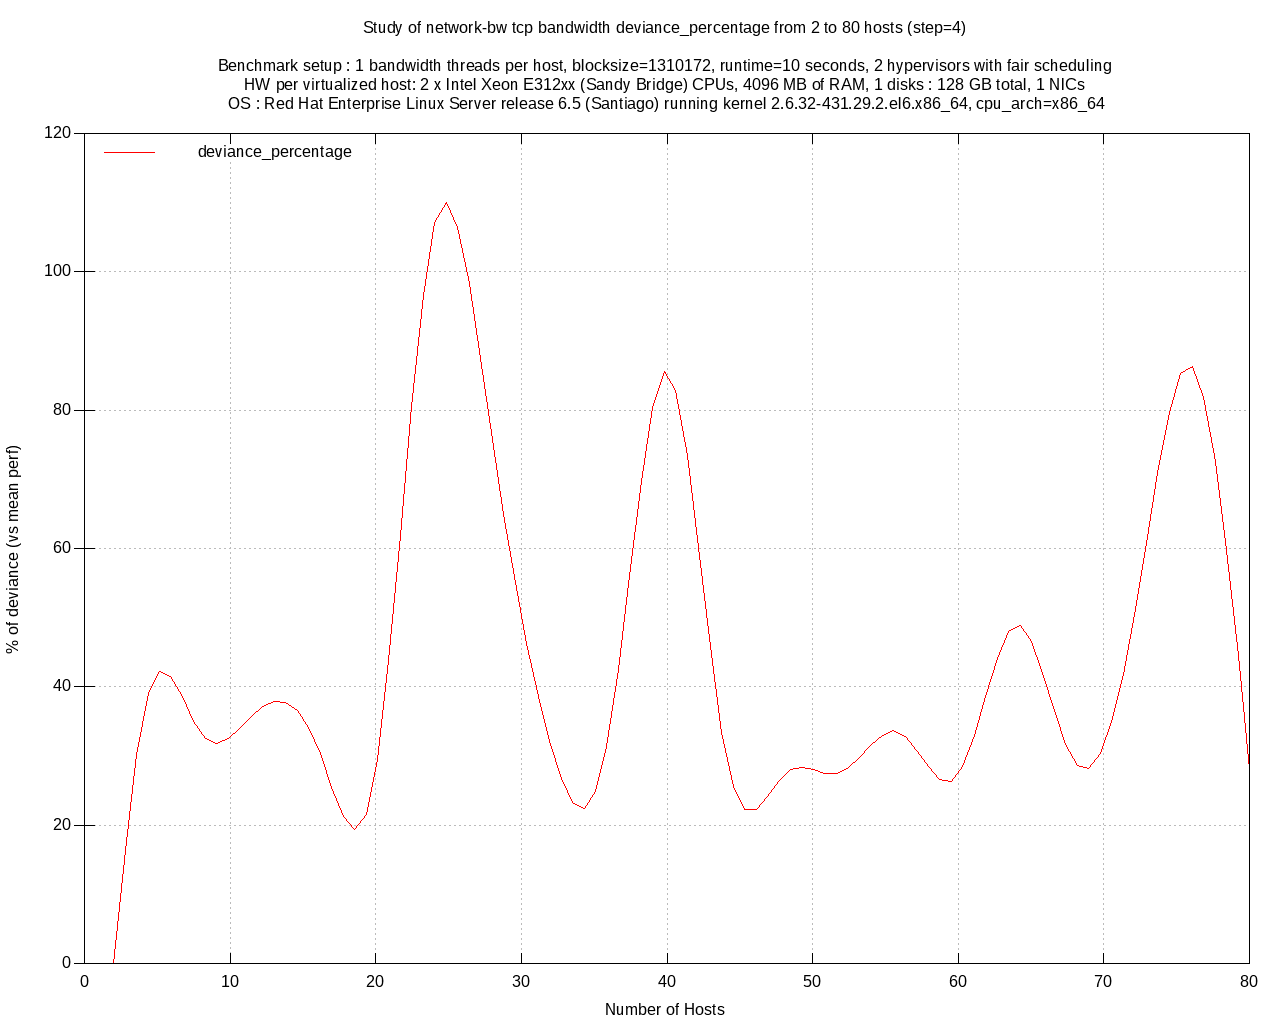 Study of network-bw tcp bandwidth deviance_percentage from 2 to 80 hosts (step=4)
Benchmark setup : 1 bandwidth threads per host, blocksize=1310172, runtime=10 seconds, 2 hypervisors with fair scheduling
HW per virtualized host: 2 x Intel Xeon E312xx (Sandy Bridge) CPUs, 4096 MB of RAM, 1 disks : 128 GB total, 1 NICs
OS : Red Hat Enterprise Linux Server release 6.5 (Santiago) running kernel 2.6.32-431.29.2.el6.x86_64, cpu_arch=x86_64
deviance_percentage
120
100
80
60
40
20
0
% of deviance (vs mean perf)
0 10 20 30 40 50 60 70 80
Number of Hosts